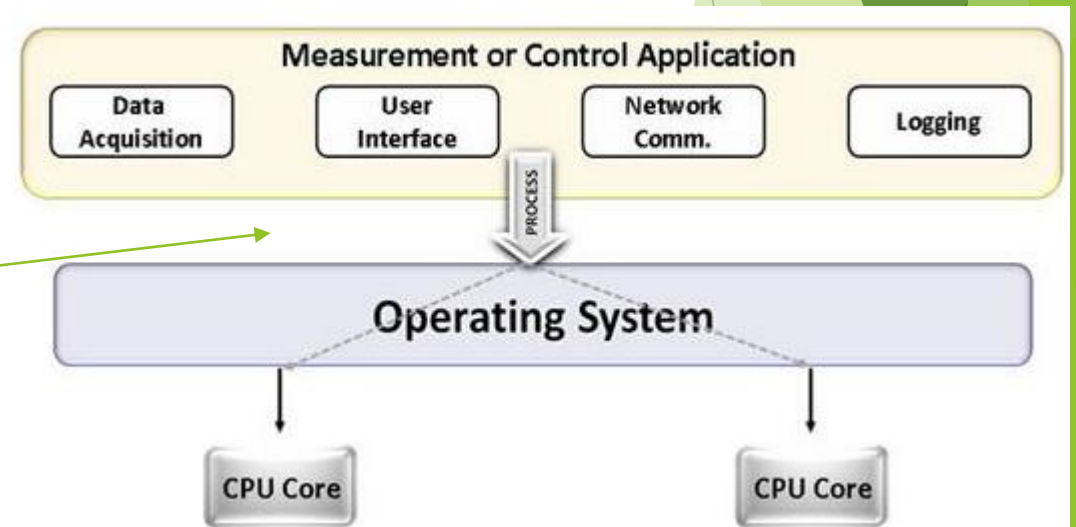 Measurement or Control Application
Data
Acquisition
User
Interface
Network
Comm.
Logging
PROCESS
Operating System
CPU Core
CPU Core